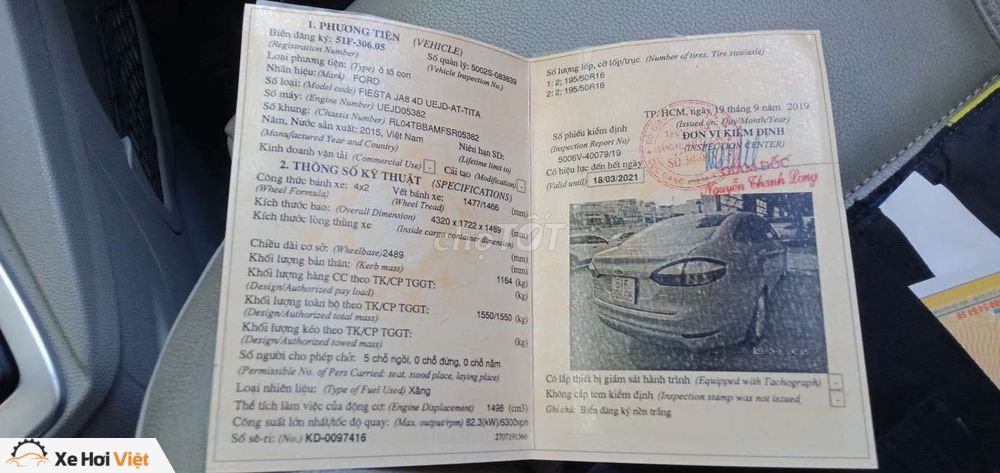 1. PHƯƠNG TIỆN (VEHICLE)
Biển đăng ký: 51F-306.05
(Registration Number)
Số quản lý: 5002S-083839
(Vehicle Inspection No.)
Loại phương tiện: (Type) ô tô con
Nhãn hiệu: (Mark) FORD
Số loại: (Model code) FIESTA JA8 4D UEJD-AT-TITA
Số máy: (Engine Number) UEJD05382
Số khung: (Chassis Number) RL04TBBAMFSR05382
Năm, Nước sản xuất: 2015, Việt Nam
(Manufactured Year and Country)
Niên hạn SD:
(Lifetime limit to)
Kinh doanh vận tải (Commercial Use) -
Cải tạo (Modification) -
2. THÔNG SỐ KỸ THUẬT (SPECIFICATIONS)
Công thức bánh xe: 4x2
(Wheel Formula)
Vết bánh xe: 1477/1466 (mm)
(Wheel Tread)
Kích thước bao: (Overall Dimension) 4320 x 1722 x 1489 (mm)
Kích thước lòng thùng xe (Inside cargo container dimension)
(mm)
Chiều dài cơ sở: (Wheelbase) 2489 (mm)
Khối lượng bản thân: (Kerb mass) 1164 (kg)
Khối lượng hàng CC theo TK/CP TGGT: (kg)
(Design/Authorized pay load)
Khối lượng toàn bộ theo TK/CP TGGT: 1550/1550 (kg)
(Design/Authorized total mass)
Khối lượng kéo theo TK/CP TGGT: (kg)
(Design/Authorized towed mass)
Số người cho phép chở: 5 chỗ ngồi, 0 chỗ đứng, 0 chỗ nằm
(Permissible No. of Pers Carried: seat, stood place, laying place)
Loại nhiên liệu: (Type of Fuel Used) Xăng
Thể tích làm việc của động cơ: (Engine Displacement) 1498 (cm3)
Công suất lớn nhất/tốc độ quay: (Max. output/rpm) 82.3(kW)/6300vph
Số sê-ri: (No.) KD-0097416
2707191566
Số lượng lốp, cỡ lốp/trục (Number of tires; Tire size/axle)
1: 2; 195/50R16
2: 2; 195/50R16
TP. HCM, ngày 19 tháng 9 năm 2019
(Issued on: Day/Month/Year)
Số phiếu kiểm định
(Inspection Report No)
5006V-40079/19
ĐƠN VỊ KIỂM ĐỊNH
(INSPECTION CENTER)
Có hiệu lực đến hết ngày
(Valid until) 18/03/2021
GIÁM ĐỐC
Nguyễn Thanh Long
chợ TỐT
51F
306.05
Có lắp thiết bị giám sát hành trình (Equipped with Tachograph) -
Không cấp tem kiểm định (Inspection stamp was not issued) -
Ghi chú: Biển đăng ký nền trắng
Xe Hơi Việt